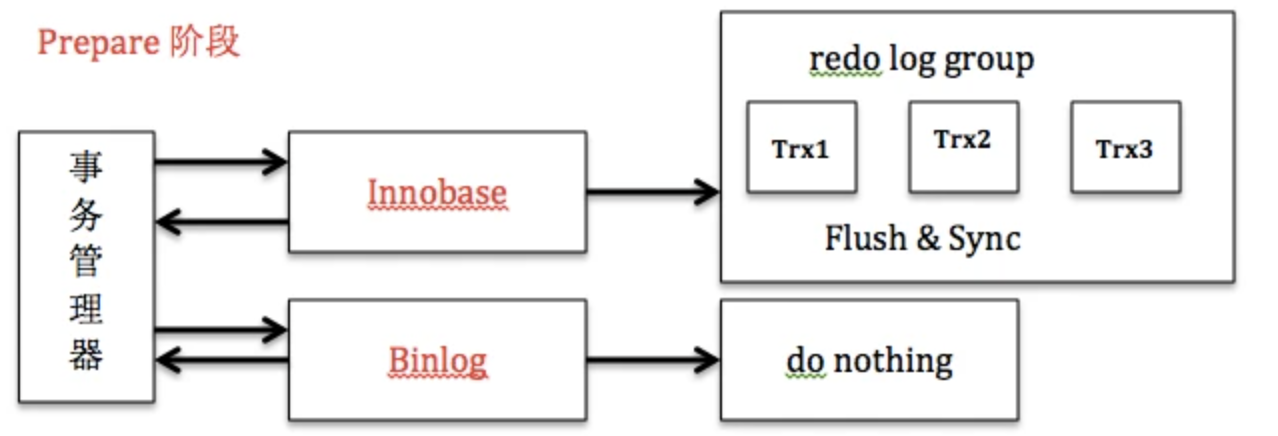 Prepare 阶段
redo log group
Trx1
Trx2
Trx3
Flush & Sync
事务管理器
Innobase
Binlog
do nothing